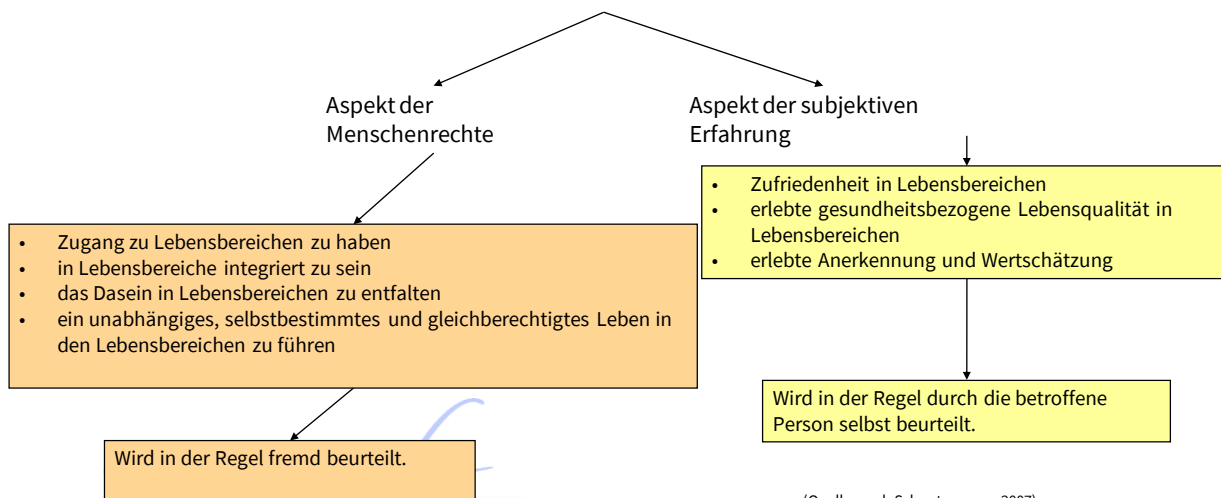 Aspekt der
Menschenrechte
Aspekt der subjektiven
Erfahrung
• Zugang zu Lebensbereichen zu haben
• in Lebensbereiche integriert zu sein
• das Dasein in Lebensbereichen zu entfalten
• ein unabhängiges, selbstbestimmtes und gleichberechtigtes Leben in
den Lebensbereichen zu führen
• Zufriedenheit in Lebensbereichen
• erlebte gesundheitsbezogene Lebensqualität in
Lebensbereichen
• erlebte Anerkennung und Wertschätzung
Wird in der Regel fremd beurteilt.
Wird in der Regel durch die betroffene
Person selbst beurteilt.